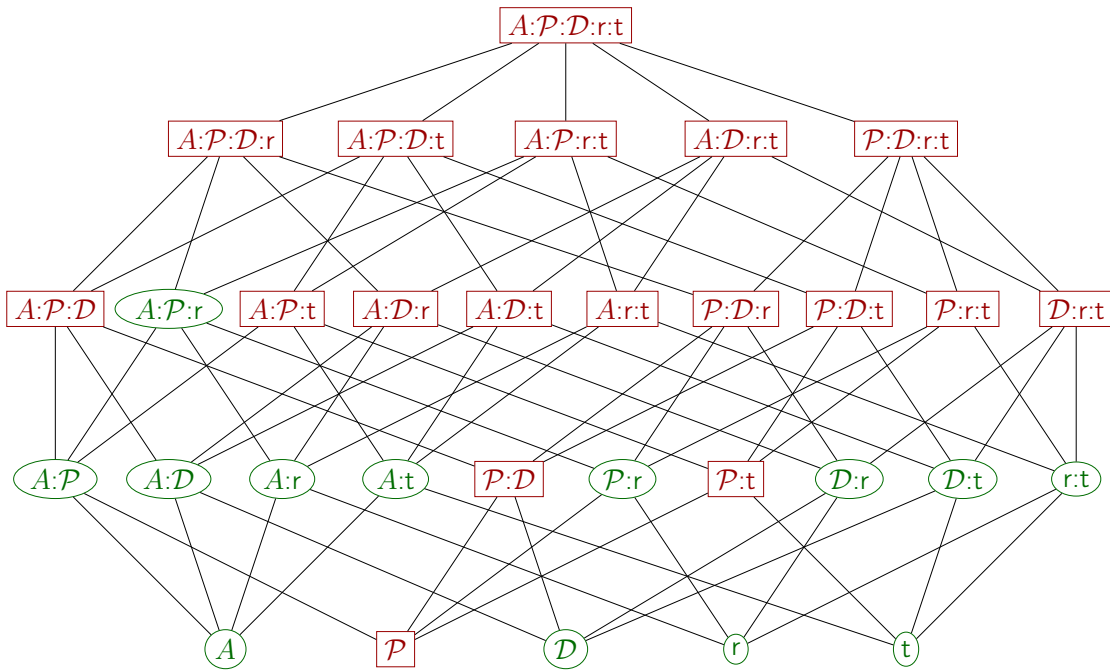 A:𝒫:𝒟:r:t
A:𝒫:𝒟:r A:𝒫:𝒟:t A:𝒫:r:t A:𝒟:r:t 𝒫:𝒟:r:t
A:𝒫:𝒟 A:𝒫:r A:𝒫:t A:𝒟:r A:𝒟:t A:r:t 𝒫:𝒟:r 𝒫:𝒟:t 𝒫:r:t 𝒟:r:t
A:𝒫 A:𝒟 A:r A:t 𝒫:𝒟 𝒫:r 𝒫:t 𝒟:r 𝒟:t r:t
A 𝒫 𝒟 r t